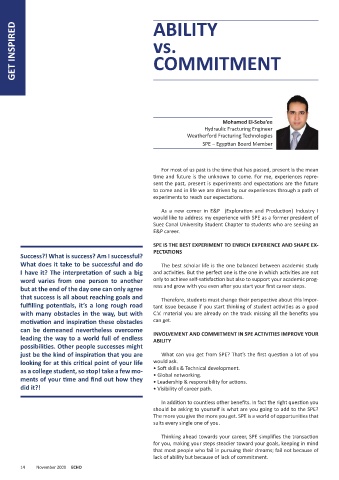 GET INSPIRED
ABILITY
vs.
COMMITMENT
Mohamed El-Seba'ee
Hydraulic Fracturing Engineer
Weatherford Fracturing Technologies
SPE – Egyptian Board Member
Success?! What is success? Am I successful?
What does it take to be successful and do
I have it? The interpretation of such a big
word varies from one person to another
but at the end of the day we can only agree
that success is all about reaching goals and
fulfilling potentials, it's a long rough road
with many obstacles in the way, but with
motivation and inspiration these obstacles
can be demeaned nevertheless overcome
leading the way to a world full of endless
possibilities. Other people successes might
just be the kind of inspiration that you are
looking for at this critical point of your life
as a college student, so stop! take a few mo-
ments of your time and find out how they
did it?!
For most of us past is the time that has passed, present is the mean
time and future is the unknown to come. For me, experiences repre-
sent the past, present is experiments and expectations are the future
to come and in life we are driven by our experiences through a path of
experiments to reach our expectations.
As a new comer in E&P (Exploration and Production) Industry I
would like to address my experience with SPE as a former president of
Suez Canal University Student Chapter to students who are seeking an
E&P career.
SPE IS THE BEST EXPERIMENT TO ENRICH EXPERIENCE AND SHAPE EX-
PECTATIONS
The best scholar life is the one balanced between academic study
and activities. But the perfect one is the one in which activities are not
only to achieve self-satisfaction but also to support your academic prog-
ress and grow with you even after you start your first career steps.
Therefore, students must change their perspective about this impor-
tant issue because if you start thinking of student activities as a good
C.V. material you are already on the track missing all the benefits you
can get.
INVOLVEMENT AND COMMITMENT IN SPE ACTIVITIES IMPROVE YOUR
ABILITY
What can you get from SPE? That's the first question a lot of you
would ask.
• Soft skills & Technical development.
• Global networking.
• Leadership & responsibility for actions.
• Visibility of career path.
In addition to countless other benefits. In fact the right question you
should be asking to yourself is what are you going to add to the SPE?
The more you give the more you get. SPE is a world of opportunities that
suits every single one of you.
Thinking ahead towards your career, SPE simplifies the transaction
for you, making your steps steadier toward your goals, keeping in mind
that most people who fail in pursuing their dreams; fail not because of
lack of ability but because of lack of commitment.
14 November 2009 ECHO